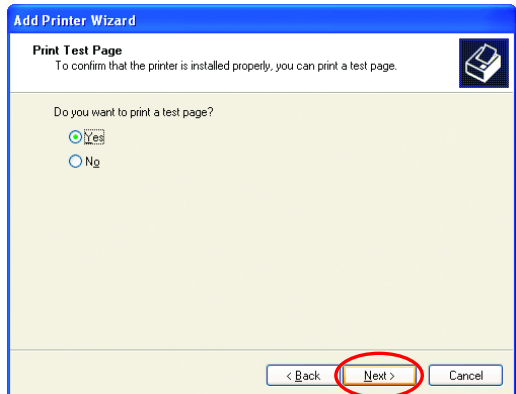 Add Printer Wizard
Print Test Page
To confirm that the printer is installed properly, you can print a test page.
Do you want to print a test page?
Yes
No
< Back
Next >
Cancel